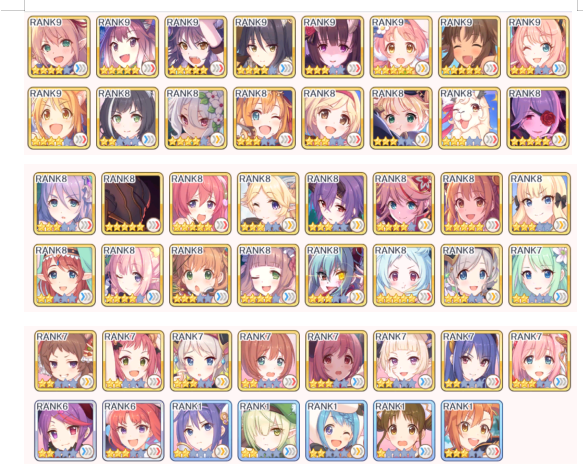 RANK9 RANK9 RANK9 RANK9 RANK9 RANK9 RANK9 RANK9
RANK9 RANK8 RANK8 RANK8 RANK8 RANK8 RANK8 RANK8
RANK8 RANK8 RANK8 RANK8 RANK8 RANK8 RANK8 RANK8
RANK8 RANK8 RANK8 RANK8 RANK8 RANK8 RANK8 RANK7
RANK7 RANK7 RANK7 RANK7 RANK7 RANK7 RANK7 RANK7
RANK6 RANK6 RANK1 RANK1 RANK1 RANK1 RANK1